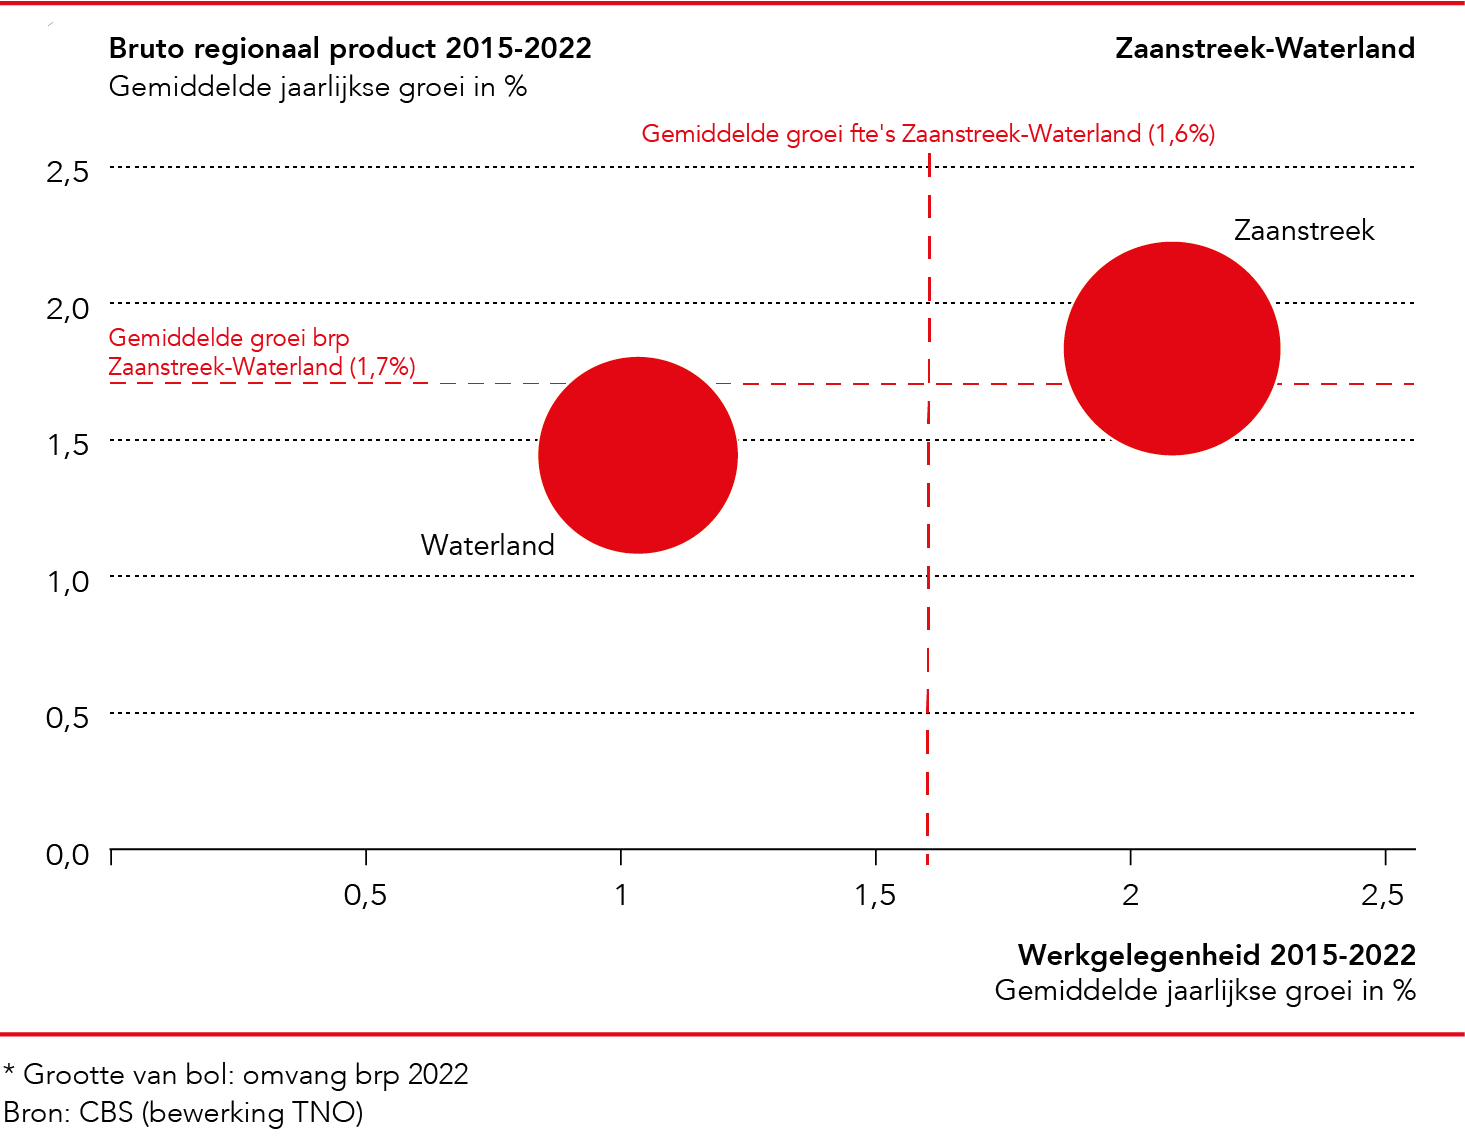 Bruto regionaal product 2015-2022
Gemiddelde jaarlijkse groei in %
Zaanstreek-Waterland
Gemiddelde groei fte's Zaanstreek-Waterland (1,6%)
2,5
Zaanstreek
2,0
Gemiddelde groei brp
Zaanstreek-Waterland (1,7%)
1,5
Waterland
1,0
0,5
0,0
0,5
1
1,5
2
2,5
Werkgelegenheid 2015-2022
Gemiddelde jaarlijkse groei in %
* Grootte van bol: omvang brp 2022
Bron: CBS (bewerking TNO)